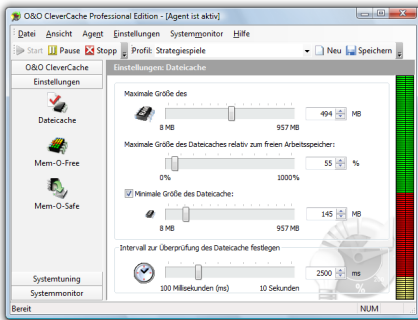 O&O CleverCache Professional Edition - [Agent ist aktiv]
Datei Ansicht Agent Einstellungen Systemmonitor Hilfe
Start Pause Stopp Profil: Strategiespiele Neu Speichern
O&O CleverCache
Einstellungen
Dateicache
Mem-O-Free
Mem-O-Safe
Systemtuning
Systemmonitor
Einstellungen: Dateicache
Maximale Größe des
494 MB
8 MB 957 MB
Maximale Größe des Dateicaches relativ zum freien Arbeitsspeicher:
55 %
0% 1000%
Minimale Größe des Dateicache:
145 MB
8 MB 957 MB
Intervall zur Überprüfung des Dateicache festlegen
2500 ms
100 Millisekunden (ms) 10 Sekunden
Bereit NUM